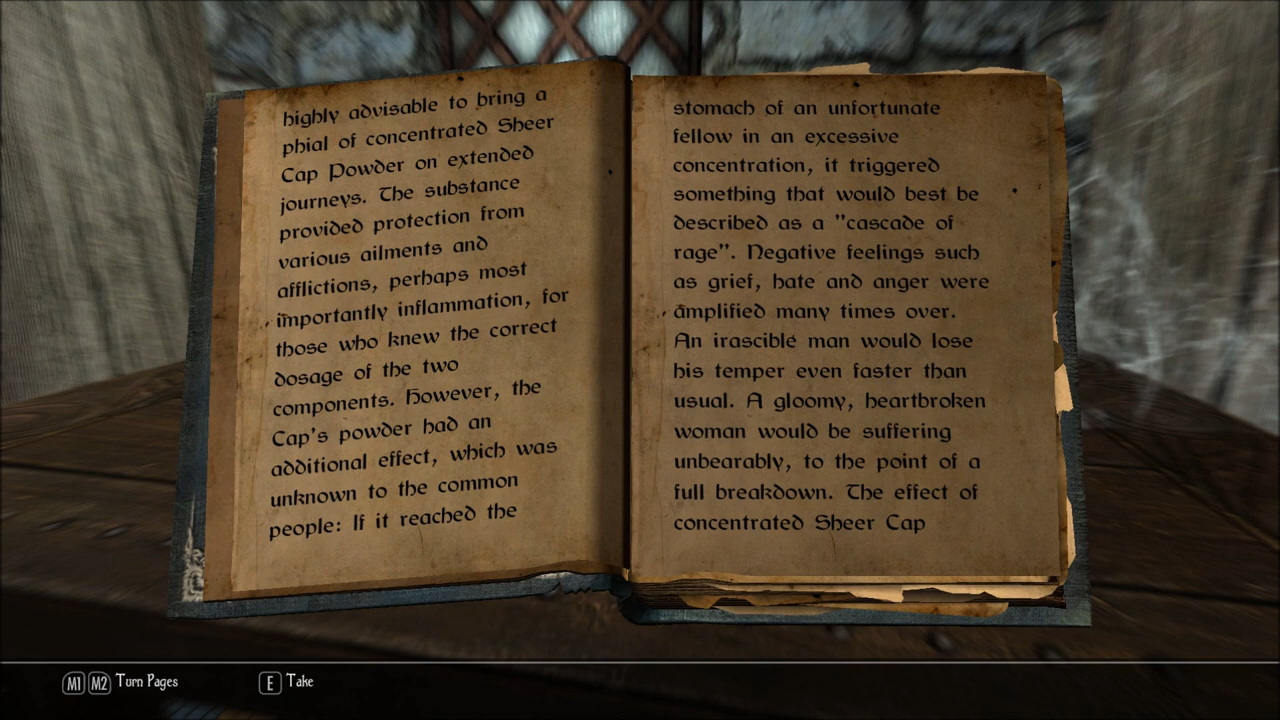 highly advisable to bring a
phial of concentrated Sheer
Cap Powder on extended
journeys. The substance
provided protection from
various ailments and
afflictions, perhaps most
importantly inflammation, for
those who knew the correct
dosage of the two
components. However, the
Cap's powder had an
additional effect, which was
unknown to the common
people: If it reached the
stomach of an unfortunate
fellow in an excessive
concentration, it triggered
something that would best be
described as a "cascade of
rage". Negative feelings such
as grief, hate and anger were
amplified many times over.
An irascible man would lose
his temper even faster than
usual. A gloomy, heartbroken
woman would be suffering
unbearably, to the point of a
full breakdown. The effect of
concentrated Sheer Cap
M1 M2 Turn Pages
E Take